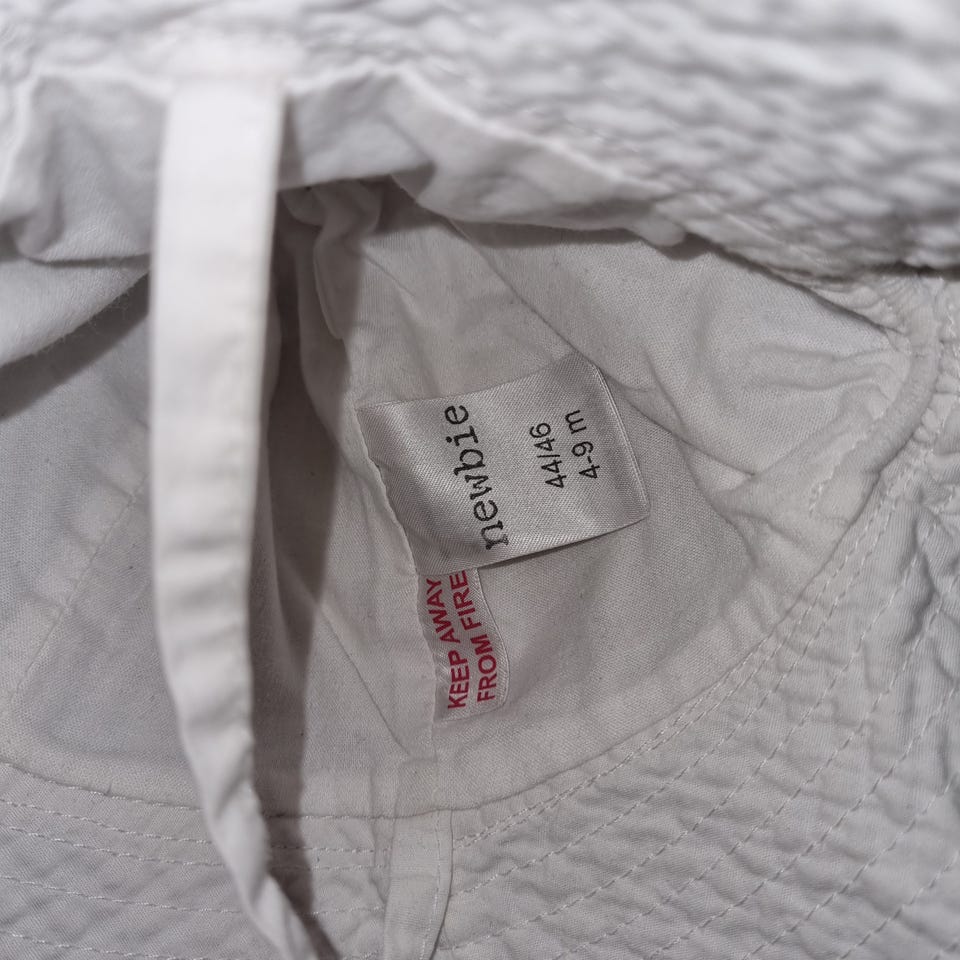 newbie
44/46
4-9 m
KEEP AWAY
FROM FIRE